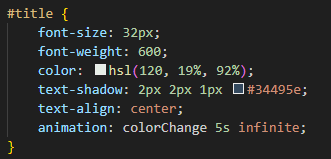 #title {
    font-size: 32px;
    font-weight: 600;
    color: hsl(120, 19%, 92%);
    text-shadow: 2px 2px 1px #34495e;
    text-align: center;
    animation: colorChange 5s infinite;
}